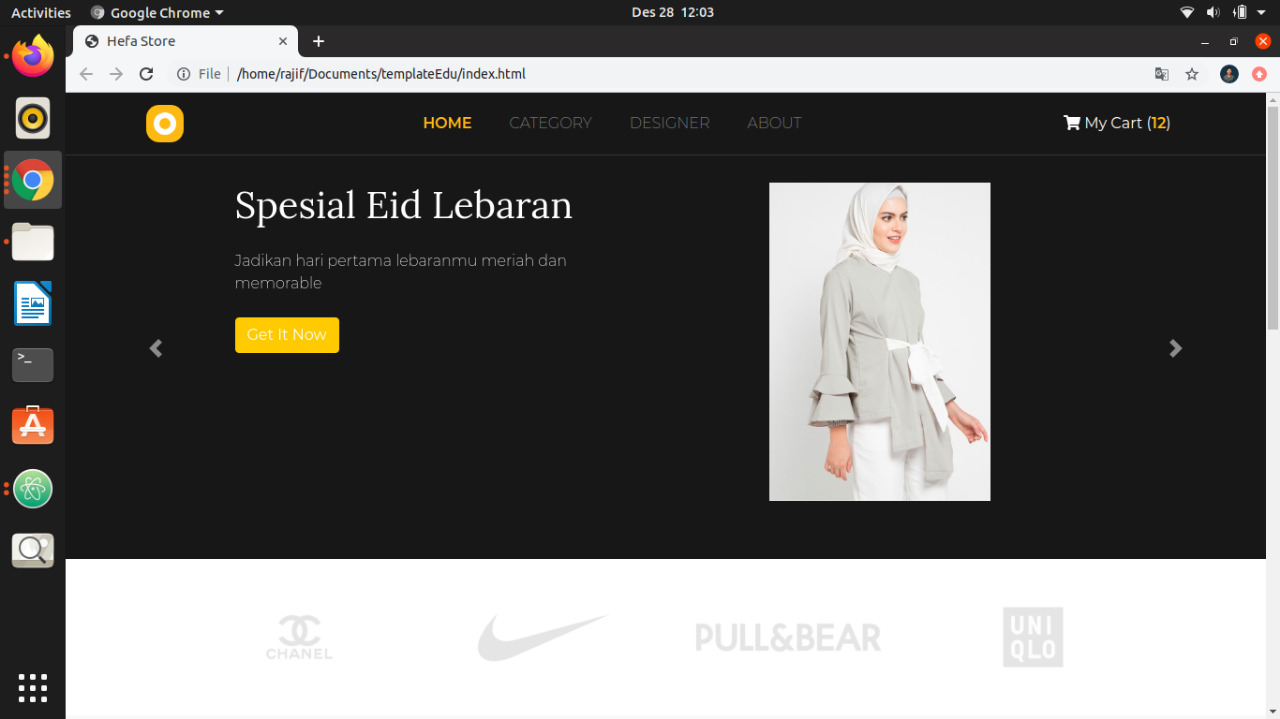 Activities Google Chrome Des 28 12:03
Hefa Store
File /home/rajif/Documents/templateEdu/index.html
HOME CATEGORY DESIGNER ABOUT My Cart (12)
Spesial Eid Lebaran
Jadikan hari pertama lebaranmu meriah dan
memorable
Get It Now
CHANEL
PULL&BEAR
UNI
QLO